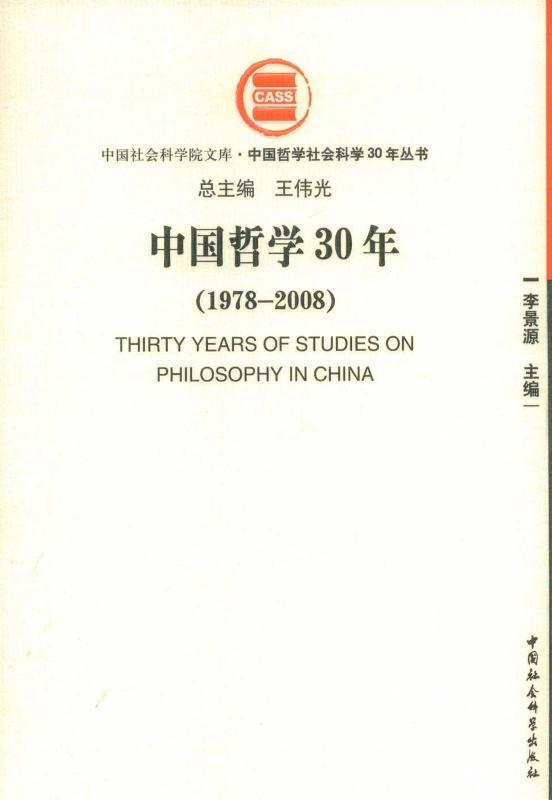 CASS
中国社会科学院文库·中国哲学社会科学30年丛书
总主编 王伟光
中国哲学30年
(1978-2008)
THIRTY YEARS OF STUDIES ON
PHILOSOPHY IN CHINA
李景源 主编
中国社会科学出版社